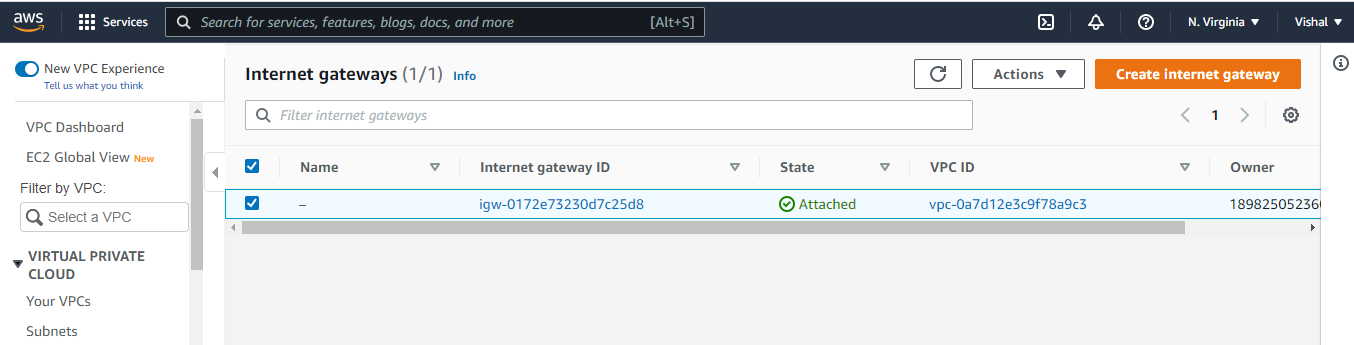 aws Services Search for services, features, blogs, docs, and more [Alt+S] N. Virginia Vishal
New VPC Experience
Tell us what you think
VPC Dashboard
EC2 Global View New
Filter by VPC:
Select a VPC
VIRTUAL PRIVATE
CLOUD
Your VPCs
Subnets
Internet gateways (1/1) Info Actions Create internet gateway
Filter internet gateways 1
Name Internet gateway ID State VPC ID Owner
– igw-0172e73230d7c25d8 Attached vpc-0a7d12e3c9f78a9c3 18982505236